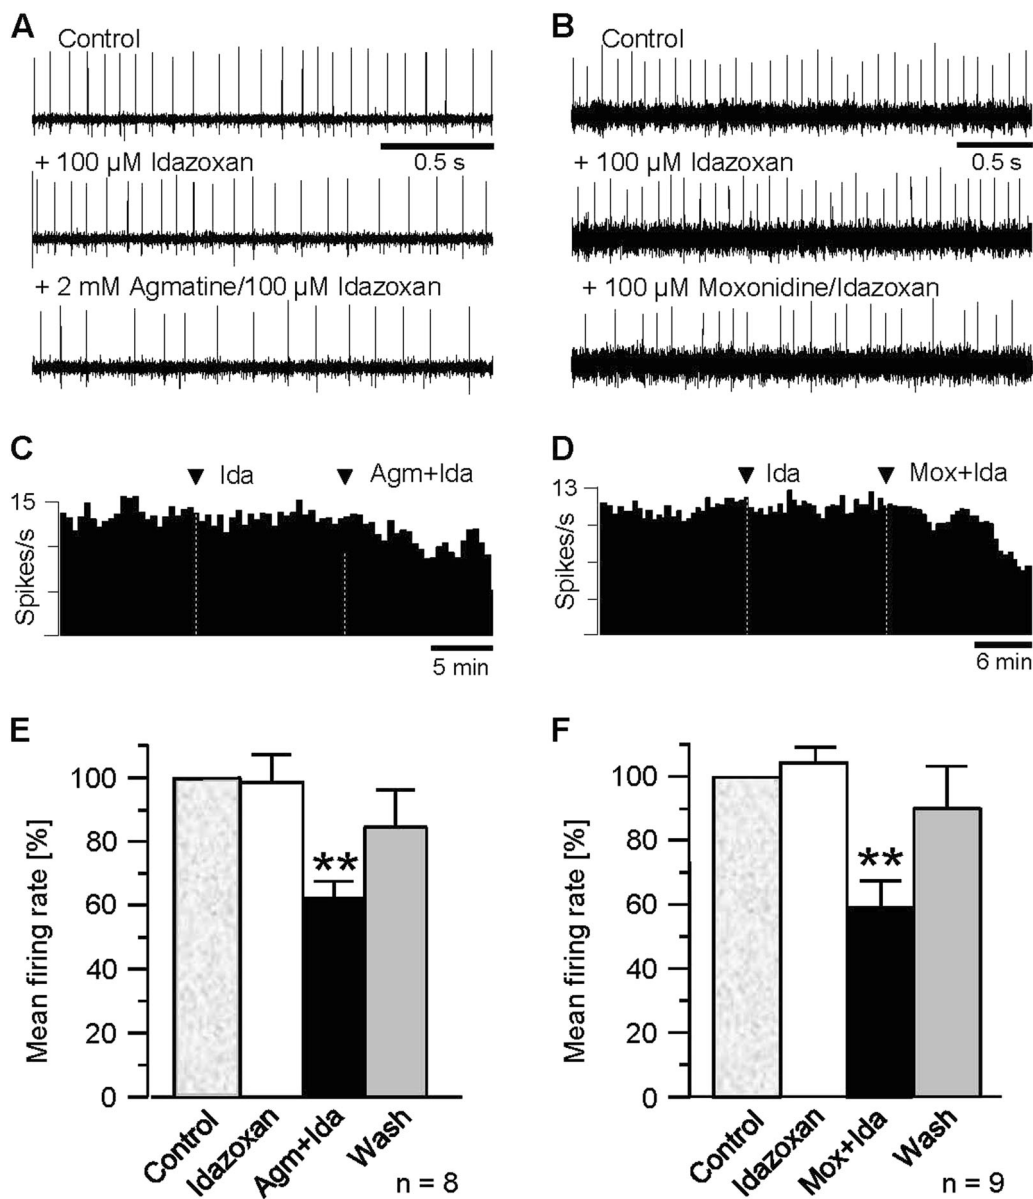 A
Control
0.5 s
+ 100 µM Idazoxan
+ 2 mM Agmatine/100 µM Idazoxan
B
Control
0.5 s
+ 100 µM Idazoxan
+ 100 µM Moxonidine/Idazoxan
C
Ida
Agm+Ida
15
Spikes/s
5 min
D
Ida
Mox+Ida
13
Spikes/s
6 min
E
Mean firing rate [%]
100
80
60
40
20
0
**
Control
Idazoxan
Agm+Ida
Wash
n = 8
F
Mean firing rate [%]
100
80
60
40
20
0
**
Control
Idazoxan
Mox+Ida
Wash
n = 9